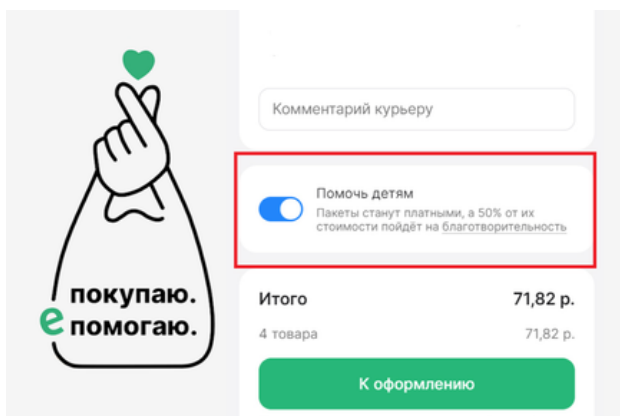 покупаю.
е помогаю.
Комментарий курьеру
Помочь детям
Пакеты станут платными, а 50% от их
стоимости пойдёт на благотворительность
Итого 71,82 р.
4 товара 71,82 р.
К оформлению